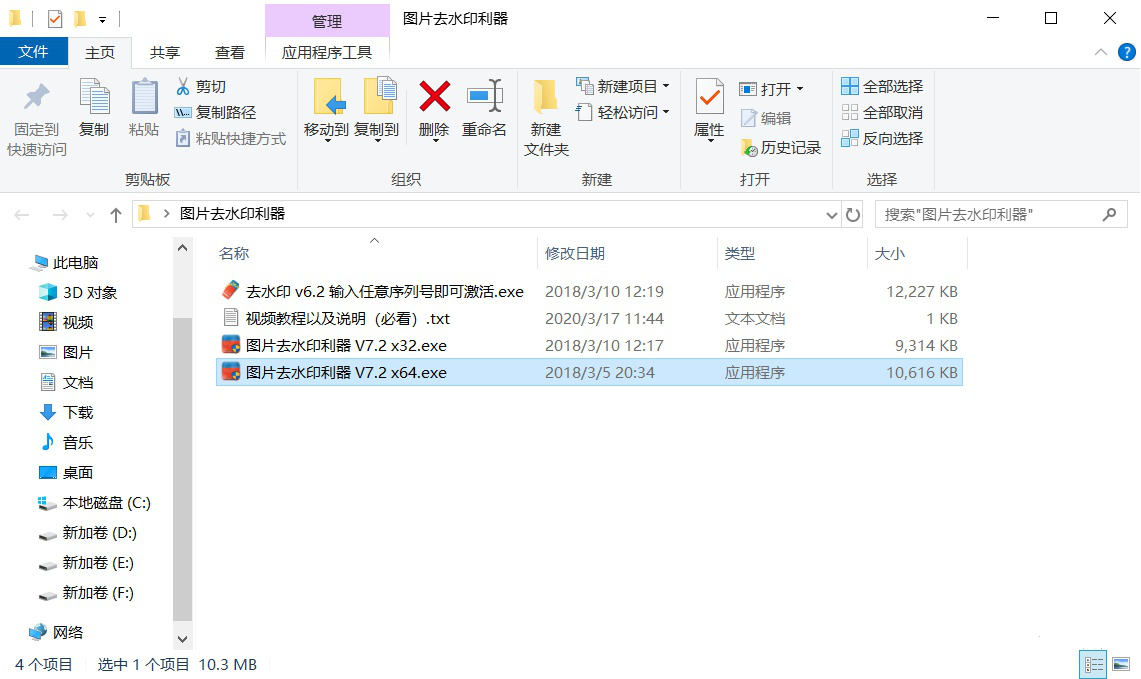 管理
图片去水印利器
文件
主页
共享
查看
应用程序工具
固定到
快速访问
复制
粘贴
剪切
复制路径
粘贴快捷方式
剪贴板
移动到
复制到
删除
重命名
组织
新建
文件夹
新建项目
轻松访问
新建
属性
打开
编辑
历史记录
打开
全部选择
全部取消
反向选择
选择
图片去水印利器
搜索"图片去水印利器"
此电脑
3D 对象
视频
图片
文档
下载
音乐
桌面
本地磁盘 (C:)
新加卷 (D:)
新加卷 (E:)
新加卷 (F:)
网络
名称 修改日期 类型 大小
去水印 v6.2 输入任意序列号即可激活.exe 2018/3/10 12:19 应用程序 12,227 KB
视频教程以及说明（必看）.txt 2020/3/17 11:44 文本文档 1 KB
图片去水印利器 V7.2 x32.exe 2018/3/10 12:17 应用程序 9,314 KB
图片去水印利器 V7.2 x64.exe 2018/3/5 20:34 应用程序 10,616 KB
4 个项目 选中 1 个项目 10.3 MB